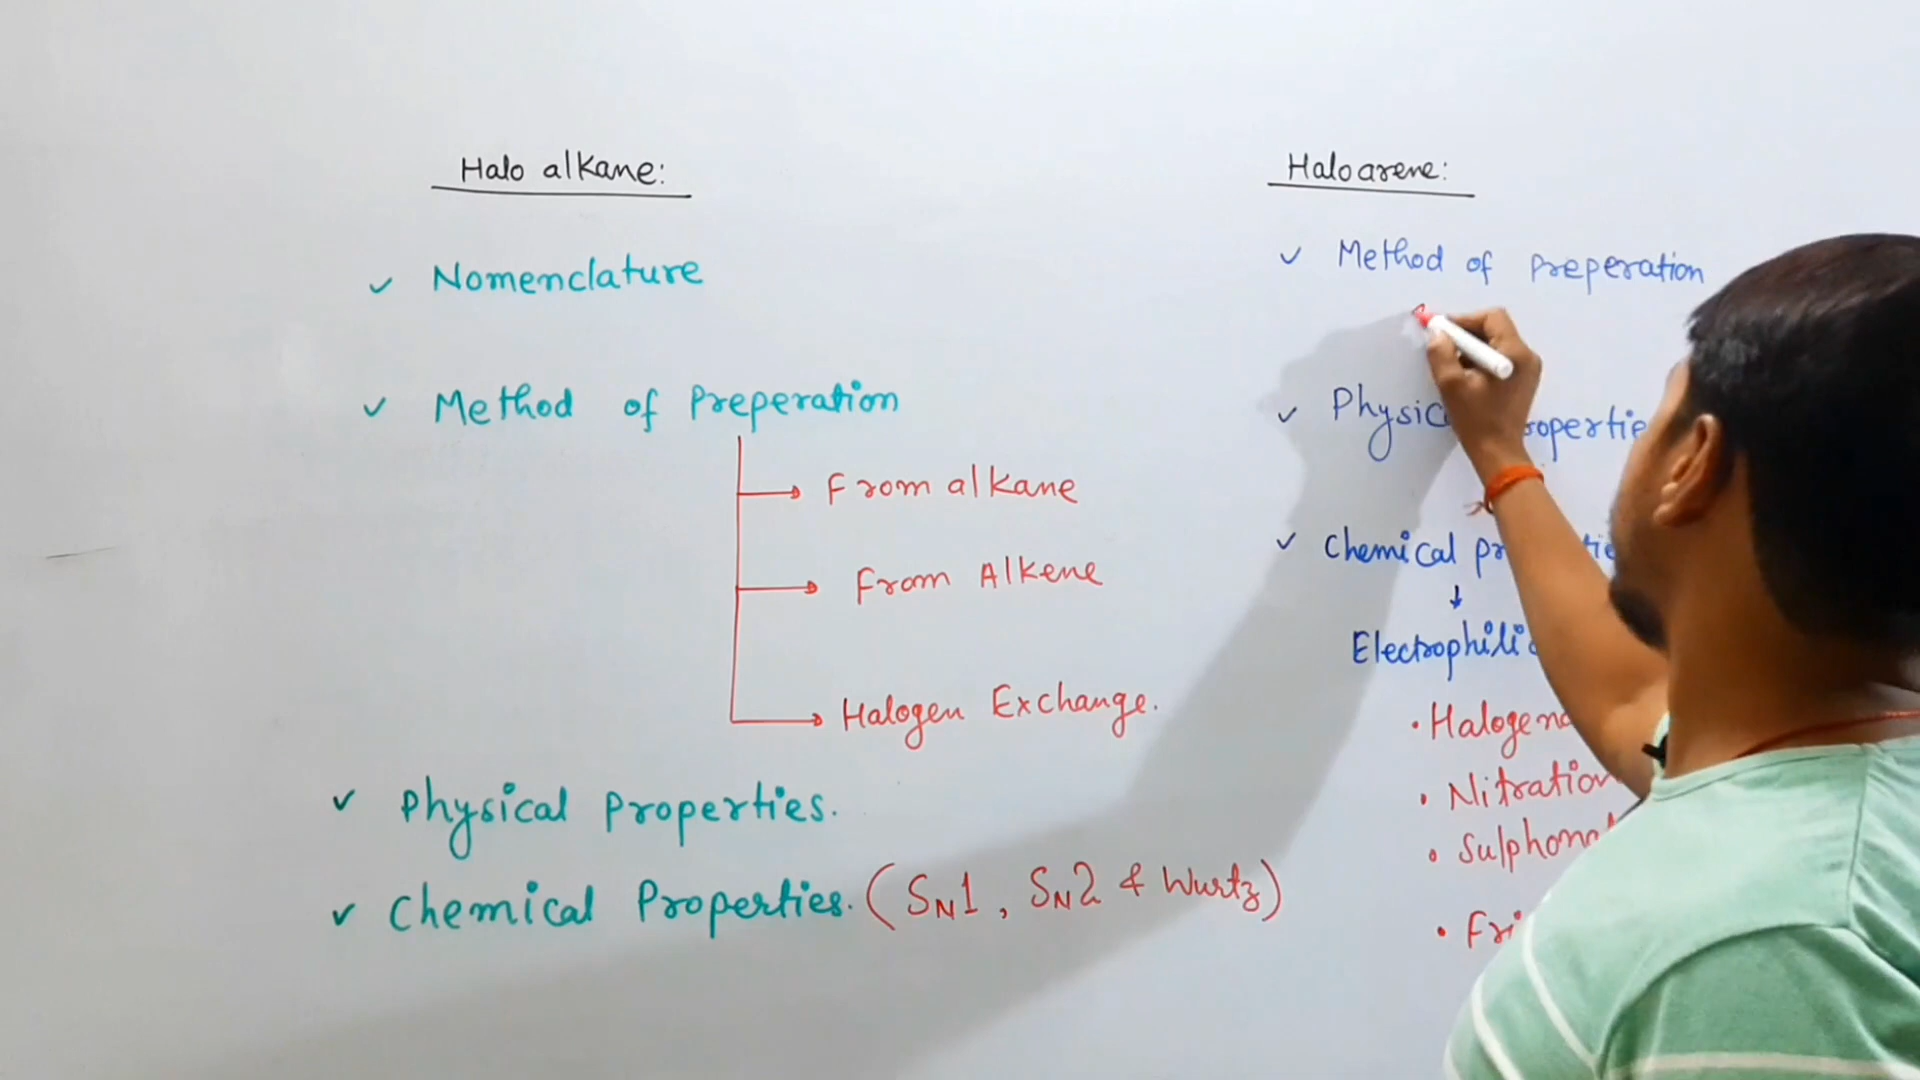 Halo alkane:
✓ Nomenclature
✓ Method of Preperation
From alkane
From Alkene
Halogen Exchange.
✓ Physical Properties.
✓ Chemical Properties. (SN1, SN2 & Wurtz)
Haloarene:
✓ Method of preperation
✓
✓ Chemical
↓
• 
• Nitration
•
•